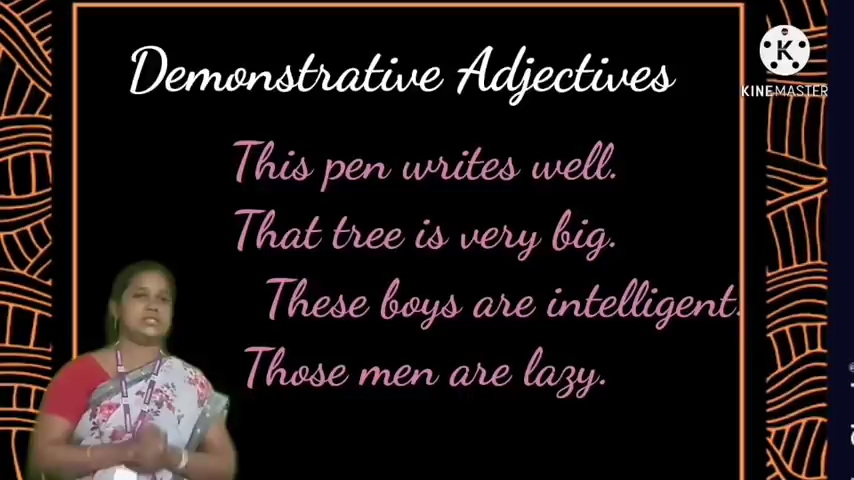 Demonstrative Adjectives
KINEMASTER
This pen writes well.
That tree is very big.
These boys are intelligent.
Those men are lazy.